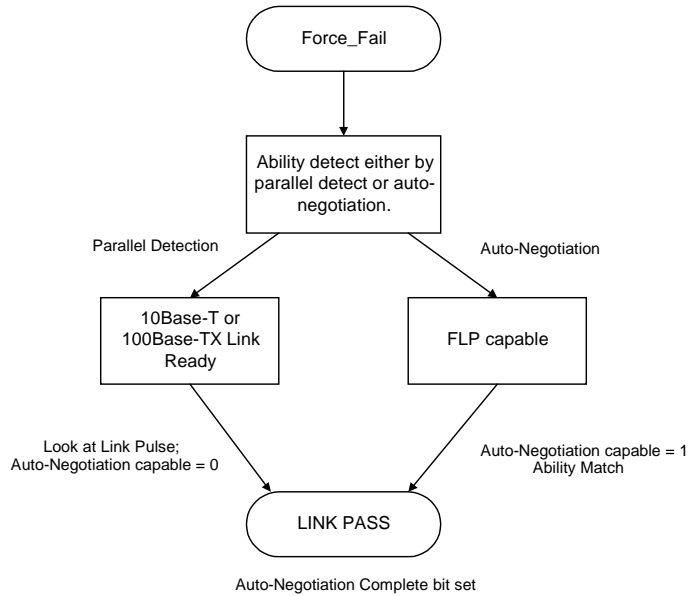 Force_Fail
Ability detect either by
parallel detect or auto-
negotiation.
Parallel Detection
Auto-Negotiation
10Base-T or
100Base-TX Link
Ready
FLP capable
Look at Link Pulse;
Auto-Negotiation capable = 0
Auto-Negotiation capable = 1
Ability Match
LINK PASS
Auto-Negotiation Complete bit set